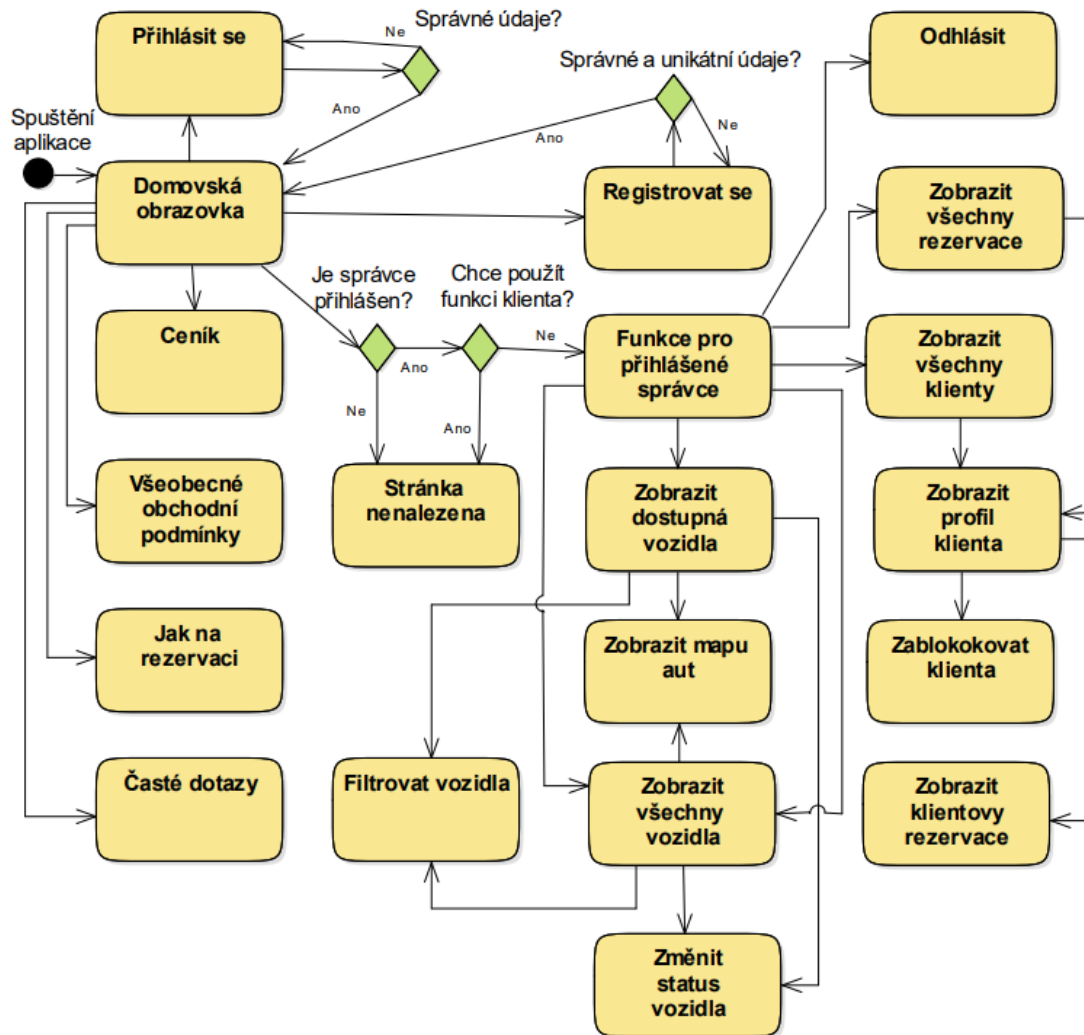 Správné údaje?
Přihlásit se
Ne
Odhlásit
Správné a unikátní údaje?
Ano
Spuštění
aplikace
Ano
Ne
Domovská
obrazovka
Registrovat se
Zobrazit
všechny
rezervace
Je správce
přihlášen?
Chce použít
funkci klienta?
Ceník
Ne
Ano
Funkce pro
přihlášené
správce
Zobrazit
všechny
klienty
Ne
Ano
Všeobecné
obchodní
podmínky
Stránka
nenalezena
Zobrazit
dostupná
vozidla
Zobrazit
profil
klienta
Jak na
rezervaci
Zobrazit mapu
aut
Zablokokovat
klienta
Časté dotazy
Filtrovat vozidla
Zobrazit
všechny
vozidla
Zobrazit
klientovy
rezervace
Změnit
status
vozidla